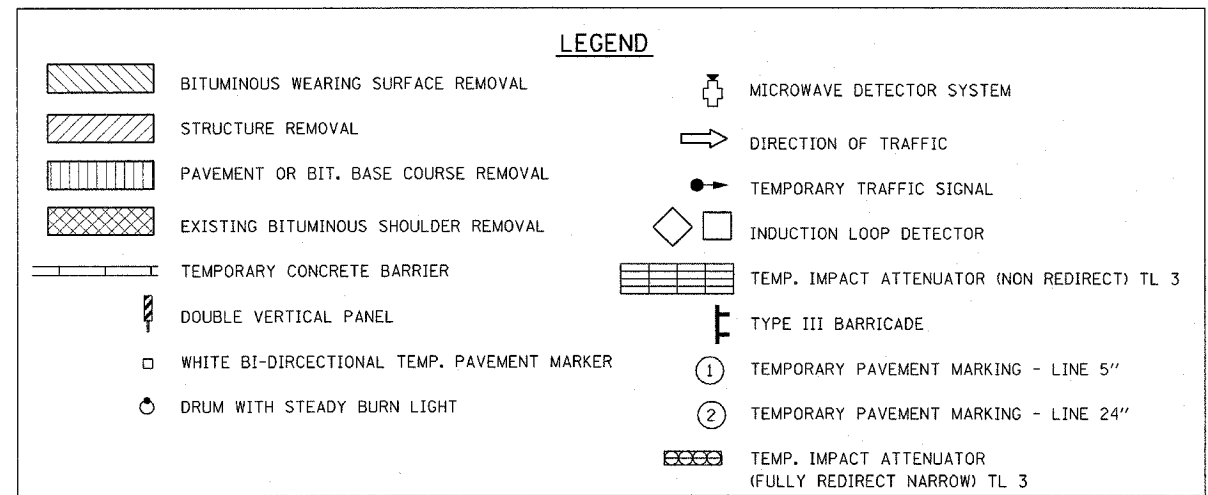 LEGEND
BITUMINOUS WEARING SURFACE REMOVAL
STRUCTURE REMOVAL
PAVEMENT OR BIT. BASE COURSE REMOVAL
EXISTING BITUMINOUS SHOULDER REMOVAL
TEMPORARY CONCRETE BARRIER
DOUBLE VERTICAL PANEL
WHITE BI-DIRCECTIONAL TEMP. PAVEMENT MARKER
DRUM WITH STEADY BURN LIGHT
MICROWAVE DETECTOR SYSTEM
DIRECTION OF TRAFFIC
TEMPORARY TRAFFIC SIGNAL
INDUCTION LOOP DETECTOR
TEMP. IMPACT ATTENUATOR (NON REDIRECT) TL 3
TYPE III BARRICADE
1 TEMPORARY PAVEMENT MARKING - LINE 5"
2 TEMPORARY PAVEMENT MARKING - LINE 24"
TEMP. IMPACT ATTENUATOR
(FULLY REDIRECT NARROW) TL 3